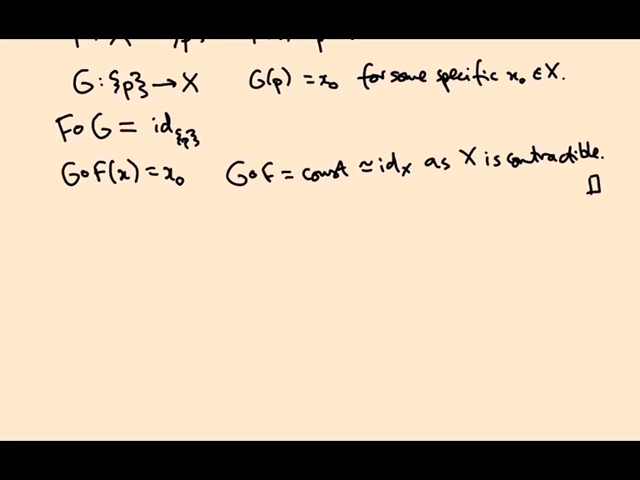 G : {p} → X G(p) = x₀ for some specific x₀ ∈ X.
F∘G = id_{p}
G∘F(x) = x₀ G∘F = const ≃ id_X as X is contractible.
□